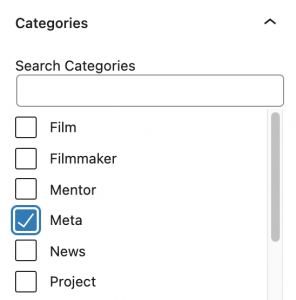 Categories
Search Categories
Film
Filmmaker
Mentor
Meta
News
Project